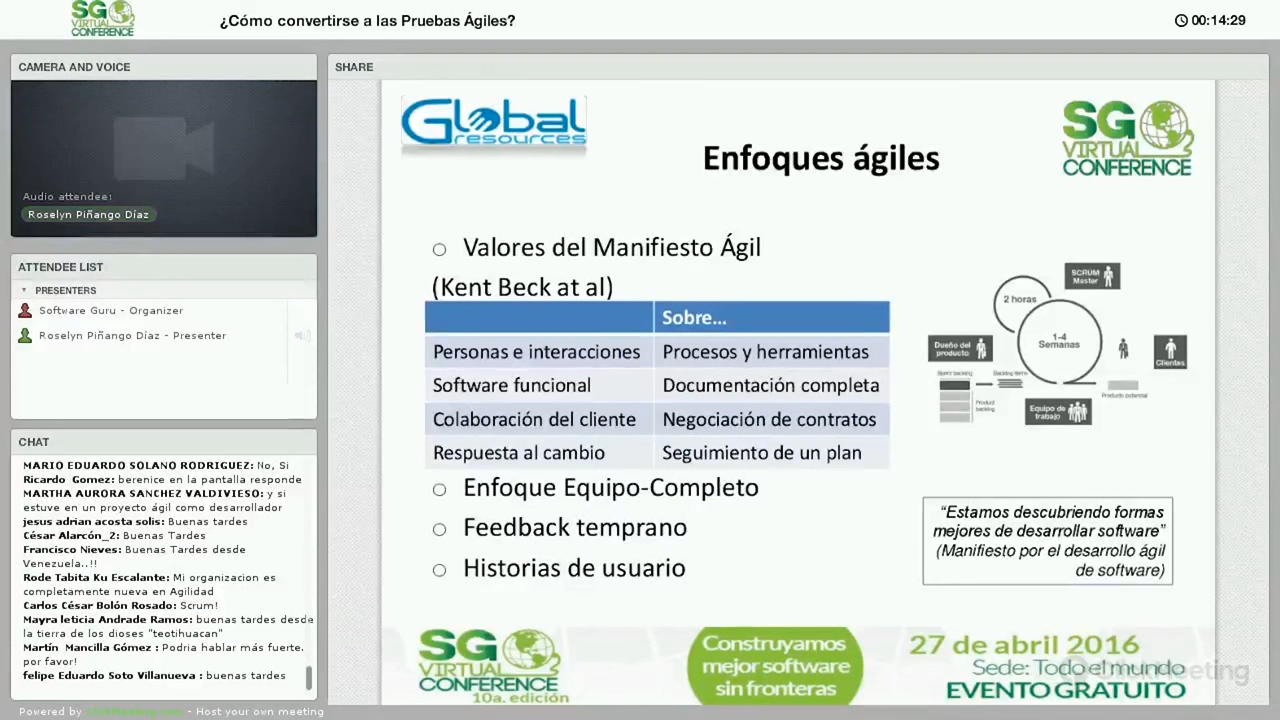 SG
VIRTUAL
CONFERENCE
¿Cómo convertirse a las Pruebas Ágiles?
00:14:29
CAMERA AND VOICE
Audio attendee:
Roselyn Piñango Díaz
ATTENDEE LIST
PRESENTERS
Software Guru - Organizer
Roselyn Piñango Díaz - Presenter
CHAT
MARIO EDUARDO SOLANO RODRIGUEZ: No, Si
Ricardo Gomez: berenice en la pantalla responde
MARTHA AURORA SANCHEZ VALDIVIESO: y si
estuve en un proyecto ágil como desarrollador
jesus adrian acosta solis: Buenas tardes
César Alarcón_2: Buenas Tardes
Francisco Nieves: Buenas Tardes desde
Venezuela..!!
Rode Tabita Ku Escalante: Mi organizacion es
completamente nueva en Agilidad
Carlos César Bolón Rosado: Scrum!
Mayra leticia Andrade Ramos: buenas tardes desde
la tierra de los dioses "teotihuacan"
Martín Mancilla Gómez : Podria hablar más fuerte.
por favor!
felipe Eduardo Soto Villanueva : buenas tardes
Powered by ClickMeeting.com - Host your own meeting
SHARE
Global
resources
Enfoques ágiles
SG
VIRTUAL
CONFERENCE
Valores del Manifiesto Ágil
(Kent Beck at al)
Sobre...
Personas e interacciones Procesos y herramientas
Software funcional Documentación completa
Colaboración del cliente Negociación de contratos
Respuesta al cambio Seguimiento de un plan
Enfoque Equipo-Completo
Feedback temprano
Historias de usuario
SCRUM
Master
2 horas
1-4
Semanas
Dueño del
producto
Clientes
Product
backlog
Producto potencial
Equipo de
trabajo
“Estamos descubriendo formas
mejores de desarrollar software”
(Manifiesto por el desarrollo ágil
de software)
SG
VIRTUAL
CONFERENCE
10a. edición
Construyamos
mejor software
sin fronteras
27 de abril 2016
Sede: Todo el mundo
EVENTO GRATUITO
ClickMeeting